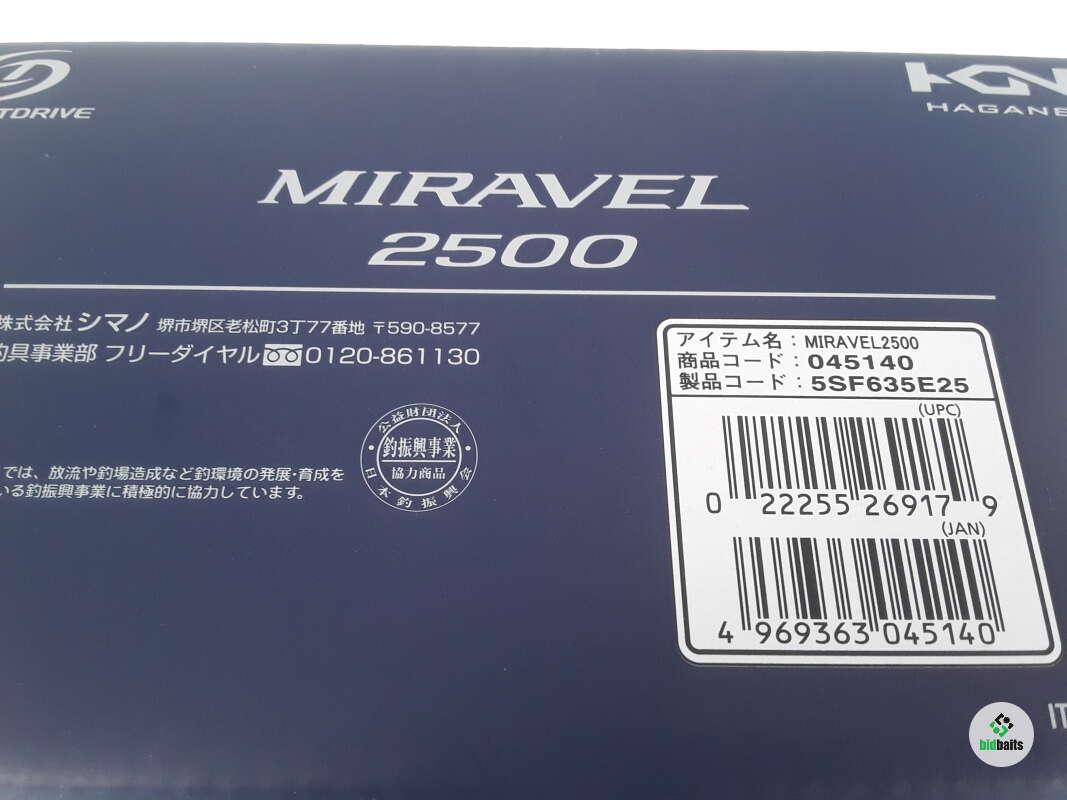 TDRIVE
HAGANE
MIRAVEL
2500
株式会社 シマノ 堺市堺区老松町3丁77番地 〒590-8577
釣具事業部 フリーダイヤル 0120-861130
では、放流や釣場造成など釣環境の発展・育成を
いる釣振興事業に積極的に協力しています。
公益財団法人
釣振興事業
協力商品
日本釣振興会
アイテム名：MIRAVEL2500
商品コード：045140
製品コード：5SF635E25
(UPC)
0 22255 26917 9
(JAN)
4 969363 045140
IT
bidbaits